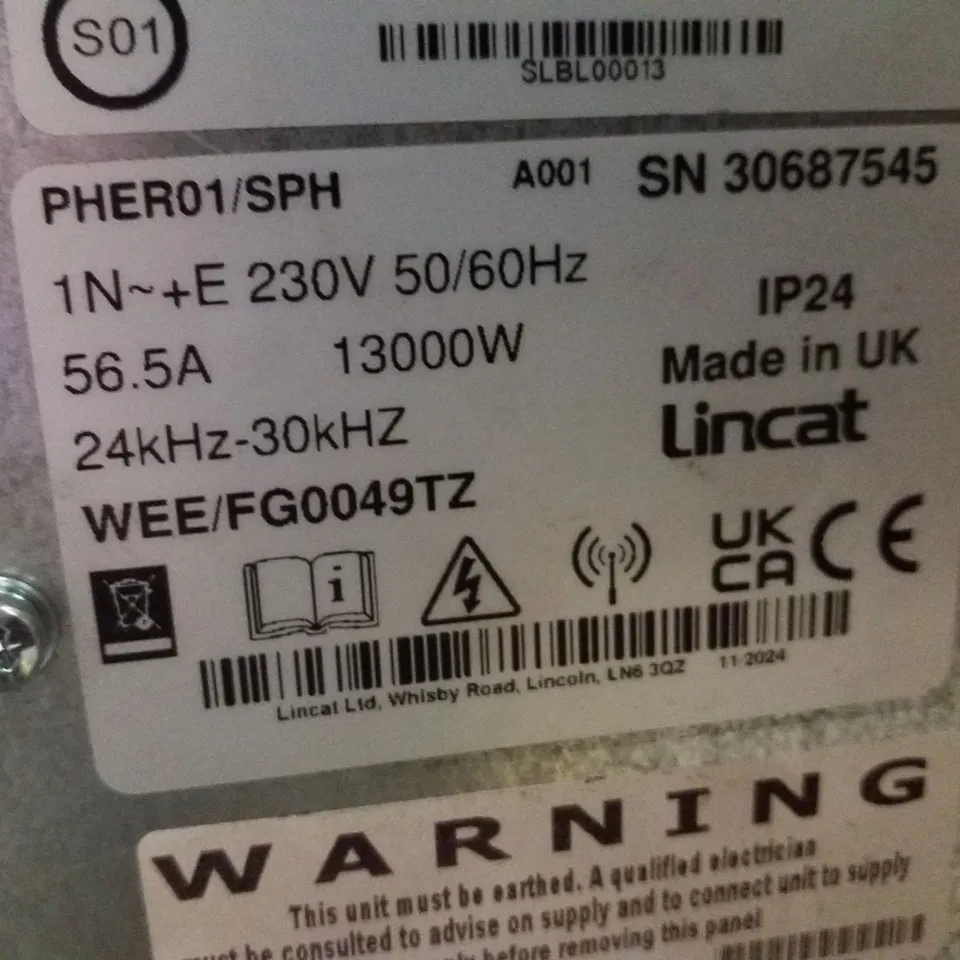 S01
SLBL00013
PHER01/SPH A001 SN 30687545
1N~+E 230V 50/60Hz
IP24
56.5A 13000W
Made in UK
24kHz-30kHZ
Lincat
WEE/FG0049TZ
i
UK
CA CE
Lincat Ltd, Whisby Road, Lincoln, LN6 3QZ 11-2024
WARNING
This unit must be earthed. A qualified electrician
must be consulted to advise on supply and to connect unit to supply
before removing this panel